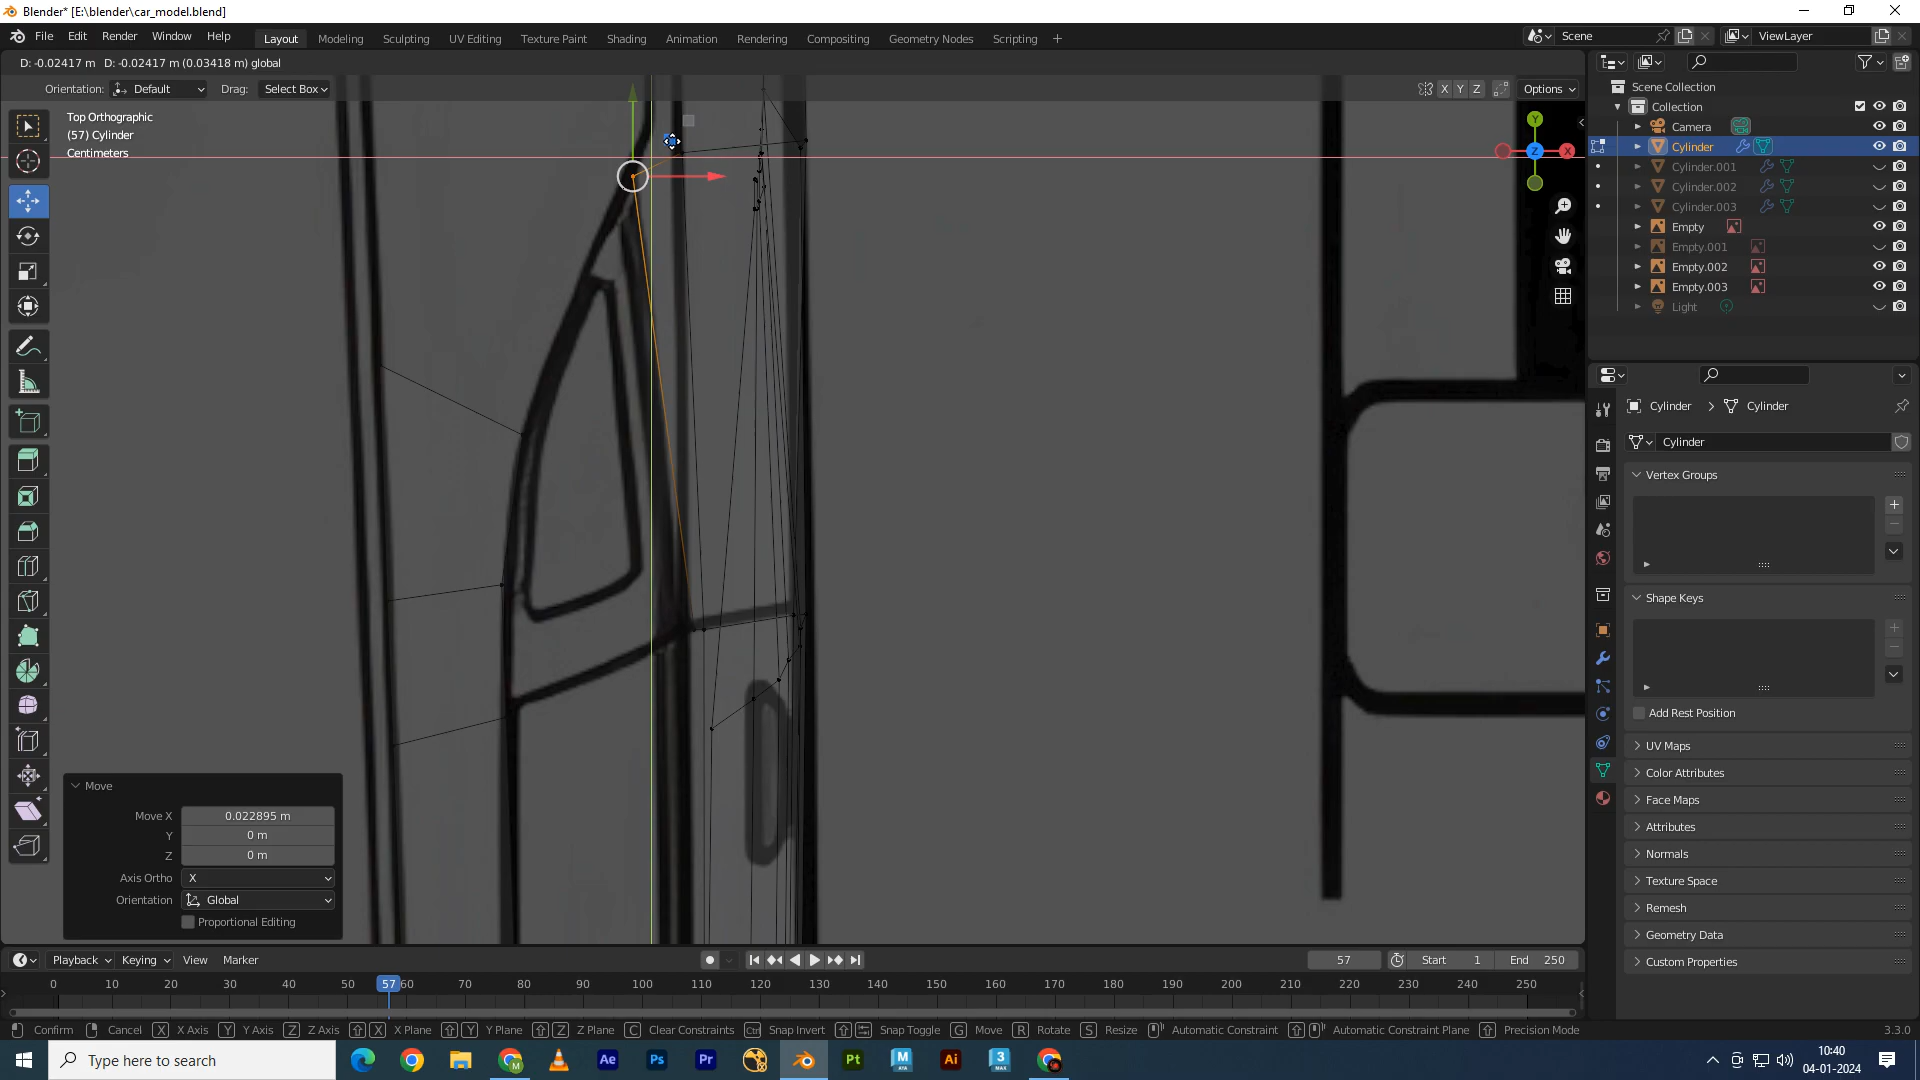 Blender* [E:\blender\car_model.blend]
File Edit Render Window Help
Layout Modeling Sculpting UV Editing Texture Paint Shading Animation Rendering Compositing Geometry Nodes Scripting +
Scene
ViewLayer
D: -0.02417 m   D: -0.02417 m (0.03418 m) global
Orientation: Default Drag: Select Box
X Y Z Options
Top Orthographic
(57) Cylinder
Centimeters
Y
Z
X
Scene Collection
Collection
Camera
Cylinder
Cylinder.001
Cylinder.002
Cylinder.003
Empty
Empty.001
Empty.002
Empty.003
Light
Cylinder > Cylinder
Cylinder
Vertex Groups
Shape Keys
Add Rest Position
UV Maps
Color Attributes
Face Maps
Attributes
Normals
Texture Space
Remesh
Geometry Data
Custom Properties
Move
Move X 0.022895 m
Y 0 m
Z 0 m
Axis Ortho X
Orientation Global
Proportional Editing
Playback Keying View Marker
57 Start 1 End 250
0 10 20 30 40 50 57 60 70 80 90 100 110 120 130 140 150 160 170 180 190 200 210 220 230 240 250
Confirm Cancel X X Axis Y Y Axis Z Z Axis X X Plane Y Y Plane Z Z Plane C Clear Constraints Ctrl Snap Invert Snap Toggle G Move R Rotate S Resize Automatic Constraint Automatic Constraint Plane Precision Mode 3.3.0
Type here to search
Ae Ps Pr Pt M AYA Ai 3 MAX
10:40
04-01-2024